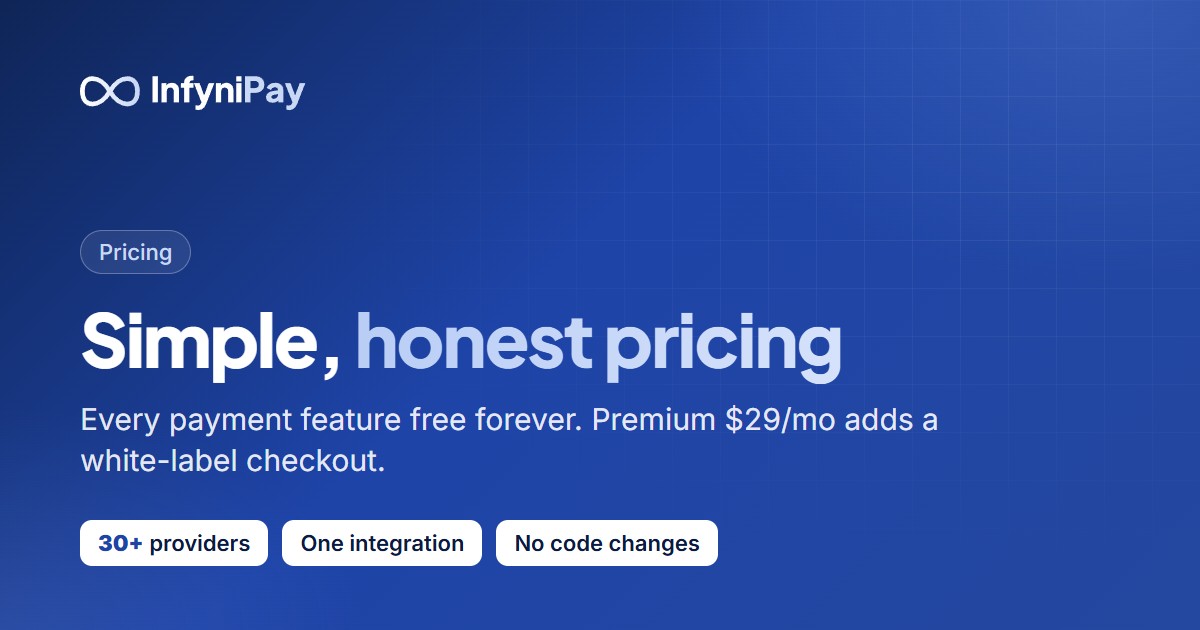 InfyniPay
Pricing
Simple, honest pricing
Every payment feature free forever. Premium $29/mo adds a
white-label checkout.
30+ providers
One integration
No code changes